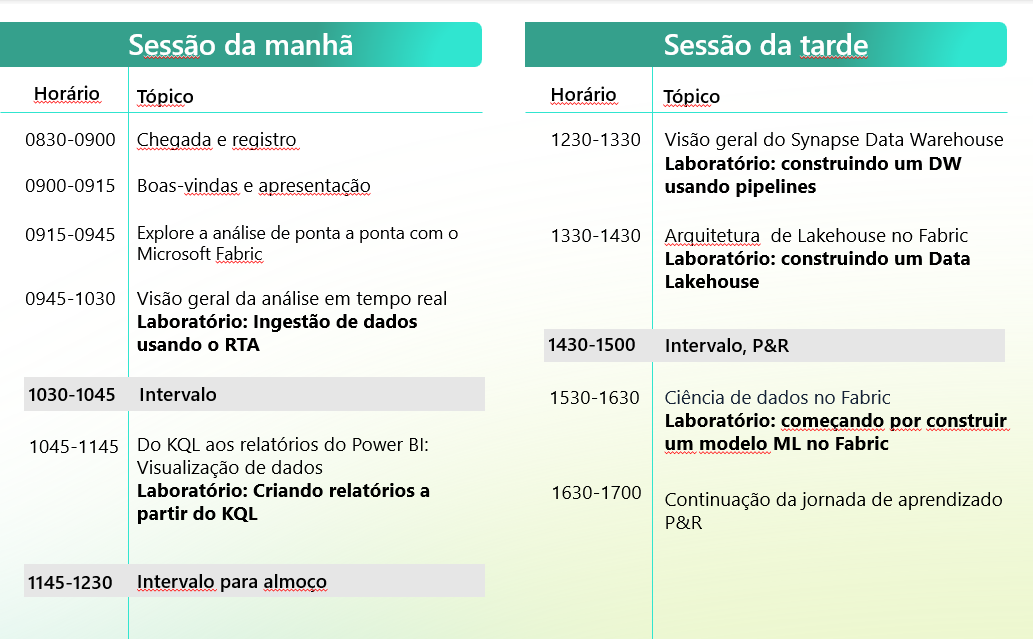 Sessão da manhã
Horário Tópico
0830-0900 Chegada e registro
0900-0915 Boas-vindas e apresentação
0915-0945 Explore a análise de ponta a ponta com o
Microsoft Fabric
0945-1030 Visão geral da análise em tempo real
Laboratório: Ingestão de dados
usando o RTA
1030-1045 Intervalo
1045-1145 Do KQL aos relatórios do Power BI:
Visualização de dados
Laboratório: Criando relatórios a
partir do KQL
1145-1230 Intervalo para almoço
Sessão da tarde
Horário Tópico
1230-1330 Visão geral do Synapse Data Warehouse
Laboratório: construindo um DW
usando pipelines
1330-1430 Arquitetura  de Lakehouse no Fabric
Laboratório: construindo um Data
Lakehouse
1430-1500 Intervalo, P&R
1530-1630 Ciência de dados no Fabric
Laboratório: começando por construir
um modelo ML no Fabric
1630-1700 Continuação da jornada de aprendizado
P&R